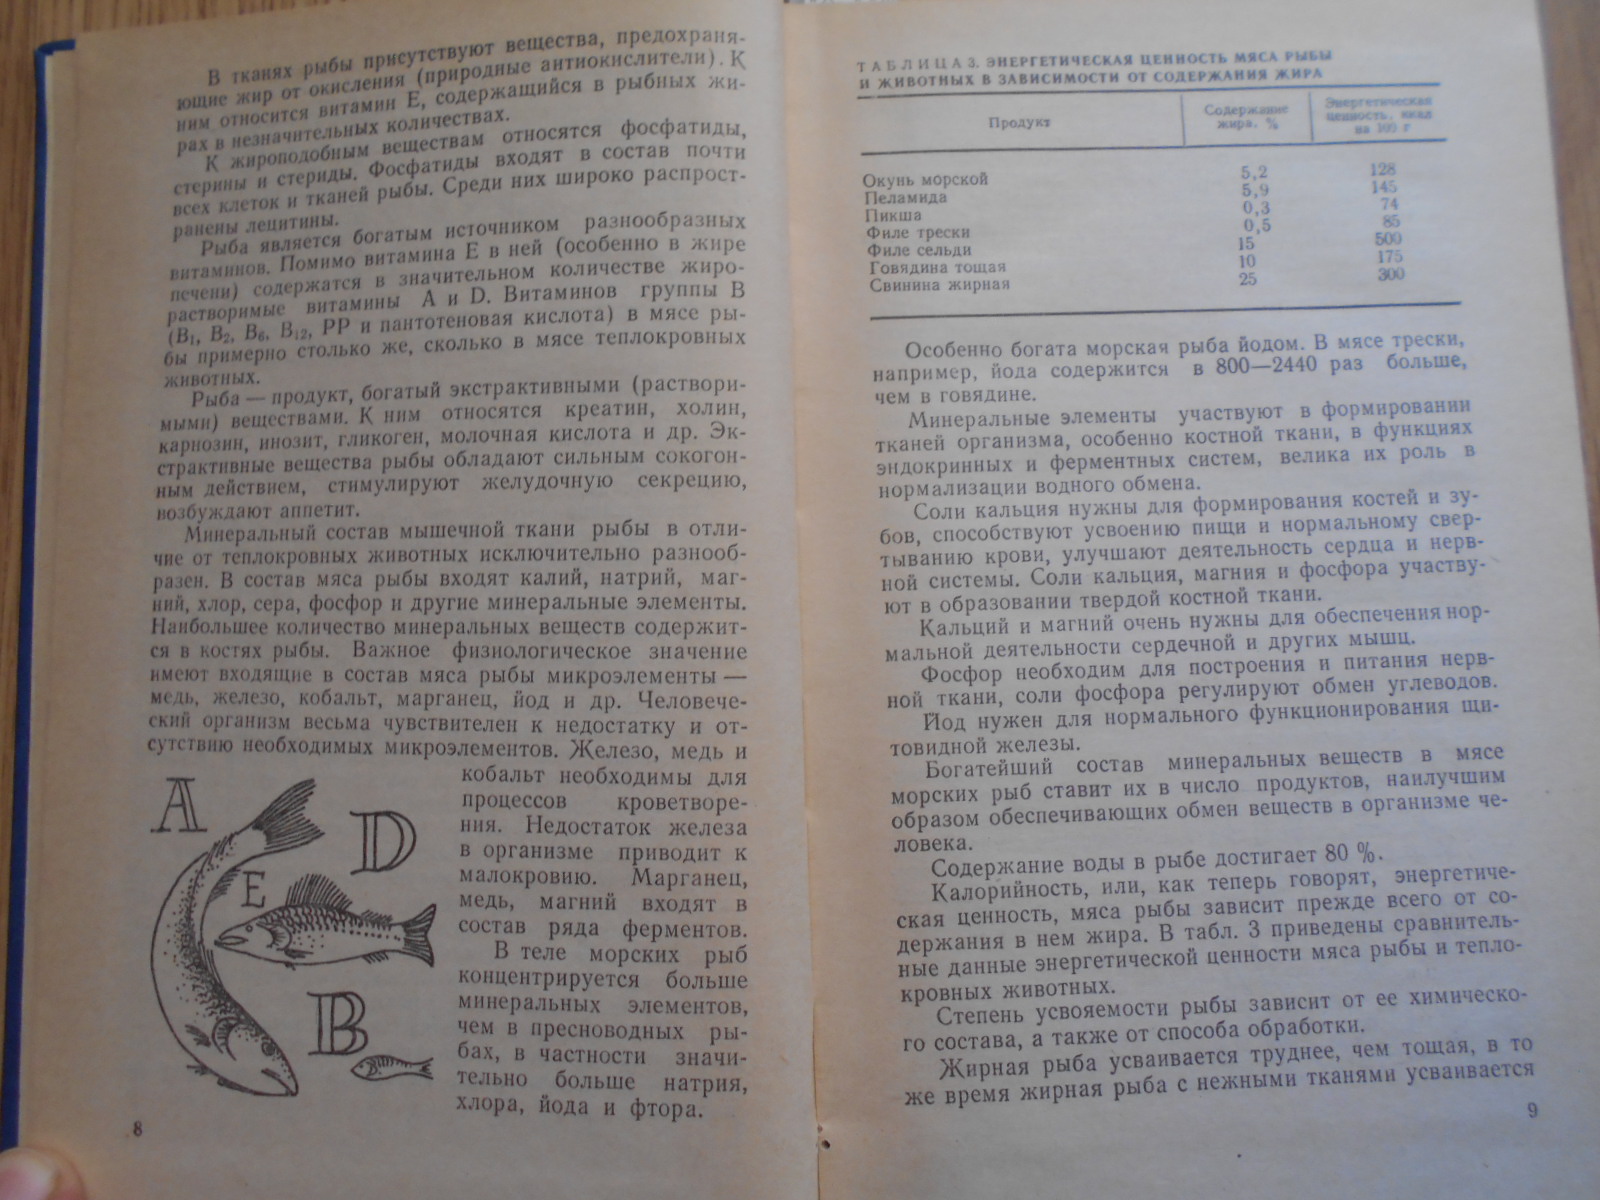 В тканях рыбы присутствуют вещества, предохраня-
ющие жир от окисления (природные антиокислители). К
ним относится витамин Е, содержащийся в рыбных жи-
рах в незначительных количествах.
К жироподобным веществам относятся фосфатиды,
стерины и стериды. Фосфатиды входят в состав почти
всех клеток и тканей рыбы. Среди них широко распрост-
ранены лецитины.
Рыба является богатым источником разнообразных
витаминов. Помимо витамина Е в ней (особенно в жире
печени) содержатся в значительном количестве жиро-
растворимые витамины А и D. Витаминов группы В
(B₁, B₂, B₆, B₁₂, РР и пантотеновая кислота) в мясе ры-
бы примерно столько же, сколько в мясе теплокровных
животных.
Рыба — продукт, богатый экстрактивными (раствори-
мыми) веществами. К ним относятся креатин, холин,
карнозин, инозит, гликоген, молочная кислота и др. Эк-
страктивные вещества рыбы обладают сильным сокогон-
ным действием, стимулируют желудочную секрецию,
возбуждают аппетит.
Минеральный состав мышечной ткани рыбы в отли-
чие от теплокровных животных исключительно разнооб-
разен. В состав мяса рыбы входят калий, натрий, маг-
ний, хлор, сера, фосфор и другие минеральные элементы.
Наибольшее количество минеральных веществ содержит-
ся в костях рыбы. Важное физиологическое значение
имеют входящие в состав мяса рыбы микроэлементы —
медь, железо, кобальт, марганец, йод и др. Человече-
ский организм весьма чувствителен к недостатку и от-
сутствию необходимых микроэлементов. Железо, медь и
кобальт необходимы для
процессов кроветворе-
ния. Недостаток железа
в организме приводит к
малокровию. Марганец,
медь, магний входят в
состав ряда ферментов.
В теле морских рыб
концентрируется больше
минеральных элементов,
чем в пресноводных ры-
бах, в частности значи-
тельно больше натрия,
хлора, йода и фтора.
A
D
E
B
8
ТАБЛИЦА 3. ЭНЕРГЕТИЧЕСКАЯ ЦЕННОСТЬ МЯСА РЫБЫ
И ЖИВОТНЫХ В ЗАВИСИМОСТИ ОТ СОДЕРЖАНИЯ ЖИРА
Продукт Содержание жира, % Энергетическая ценность, ккал на 100 г
Окунь морской 5,2 128
Пеламида 5,9 145
Пикша 0,3 74
Филе трески 0,5 85
Филе сельди 15 500
Говядина тощая 10 175
Свинина жирная 25 300
Особенно богата морская рыба йодом. В мясе трески,
например, йода содержится в 800—2440 раз больше,
чем в говядине.
Минеральные элементы участвуют в формировании
тканей организма, особенно костной ткани, в функциях
эндокринных и ферментных систем, велика их роль в
нормализации водного обмена.
Соли кальция нужны для формирования костей и зу-
бов, способствуют усвоению пищи и нормальному свер-
тыванию крови, улучшают деятельность сердца и нерв-
ной системы. Соли кальция, магния и фосфора участву-
ют в образовании твердой костной ткани.
Кальций и магний очень нужны для обеспечения нор-
мальной деятельности сердечной и других мышц.
Фосфор необходим для построения и питания нерв-
ной ткани, соли фосфора регулируют обмен углеводов.
Йод нужен для нормального функционирования щи-
товидной железы.
Богатейший состав минеральных веществ в мясе
морских рыб ставит их в число продуктов, наилучшим
образом обеспечивающих обмен веществ в организме че-
ловека.
Содержание воды в рыбе достигает 80 %.
Калорийность, или, как теперь говорят, энергетиче-
ская ценность, мяса рыбы зависит прежде всего от со-
держания в нем жира. В табл. 3 приведены сравнитель-
ные данные энергетической ценности мяса рыбы и тепло-
кровных животных.
Степень усвояемости рыбы зависит от ее химическо-
го состава, а также от способа обработки.
Жирная рыба усваивается труднее, чем тощая, в то
же время жирная рыба с нежными тканями усваивается
9